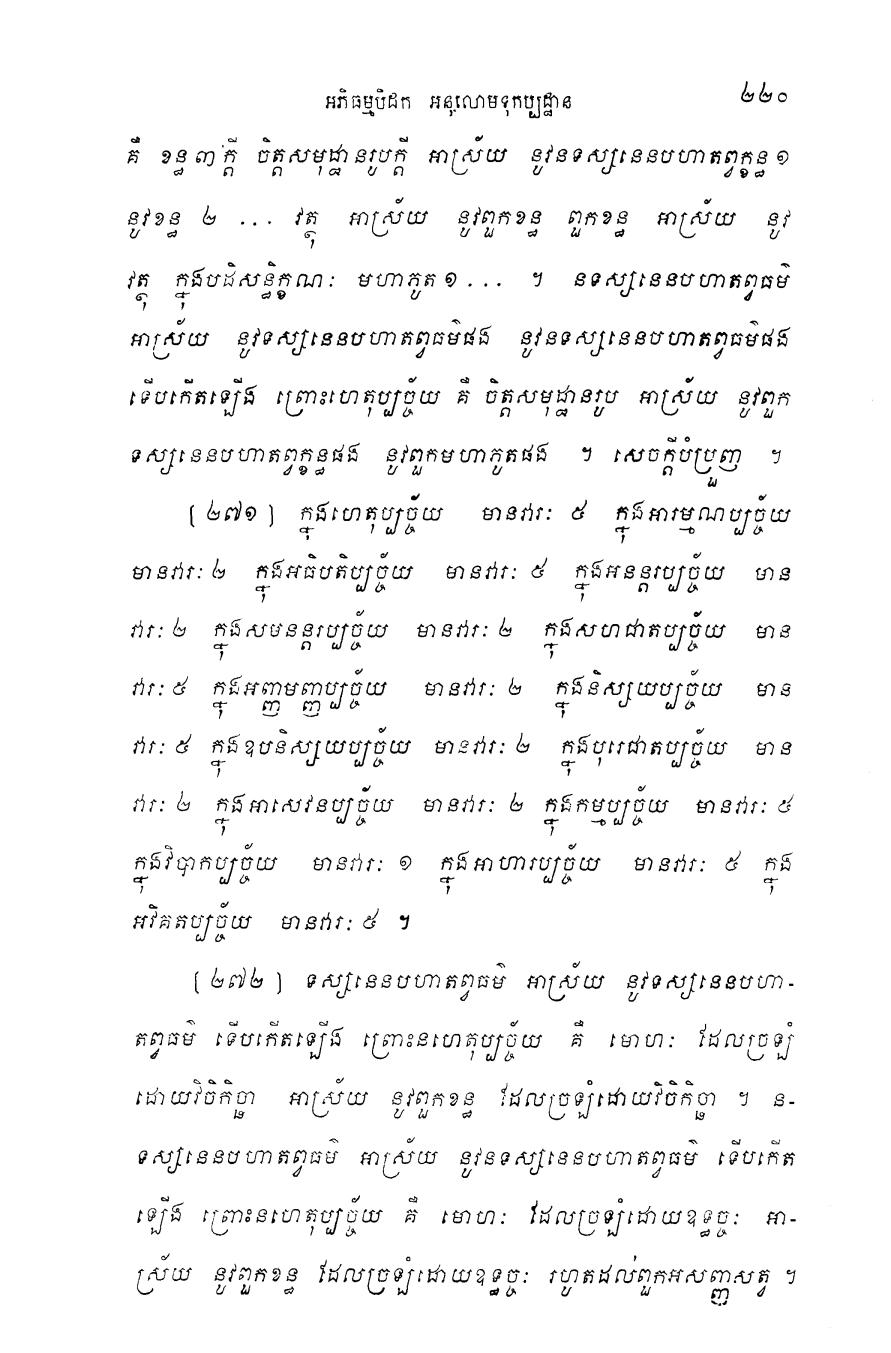 អភិធម្មបិដក អនុលោមទុកប្បដ្ឋាន ២២០
គឺ ខន្ធ ៣ ក្តី ចិត្តសមុដ្ឋានរូបក្តី អាស្រ័យ នូវនទស្សនេនបហាតព្វក្ខន្ធ ១
នូវខន្ធ ២ ... វត្ថុ អាស្រ័យ នូវពួកខន្ធ ពួកខន្ធ អាស្រ័យ នូវ
វត្ថុ ក្នុងបដិសន្ធិក្ខណៈ មហាភូត ១ ... ។ នទស្សនេនបហាតព្វធម៌
អាស្រ័យ នូវទស្សនេនបហាតព្វធម៌ផង នូវនទស្សនេនបហាតព្វធម៌ផង
ទើបកើតឡើង ព្រោះហេតុប្បច្ច័យ គឺ ចិត្តសមុដ្ឋានរូប អាស្រ័យ នូវពួក
ទស្សនេនបហាតព្វក្ខន្ធផង នូវពួកមហាភូតផង ។ សេចក្តីបំប្រួញ ។
[ ២៧១ ] ក្នុងហេតុប្បច្ច័យ មានវារៈ ៥ ក្នុងអារម្មណប្បច្ច័យ
មានវារៈ ២ ក្នុងអធិបតិប្បច្ច័យ មានវារៈ ៥ ក្នុងអនន្តរប្បច្ច័យ មាន
វារៈ ២ ក្នុងសមនន្តរប្បច្ច័យ មានវារៈ ២ ក្នុងសហជាតប្បច្ច័យ មាន
វារៈ ៥ ក្នុងអញ្ញមញ្ញប្បច្ច័យ មានវារៈ ២ ក្នុងនិស្សយប្បច្ច័យ មាន
វារៈ ៥ ក្នុងឧបនិស្សយប្បច្ច័យ មានវារៈ ២ ក្នុងបុរេជាតប្បច្ច័យ មាន
វារៈ ២ ក្នុងអាសេវនប្បច្ច័យ មានវារៈ ២ ក្នុងកម្មប្បច្ច័យ មានវារៈ ៥
ក្នុងវិបាកប្បច្ច័យ មានវារៈ ១ ក្នុងអាហារប្បច្ច័យ មានវារៈ ៥ ក្នុង
អវិគតប្បច្ច័យ មានវារៈ ៥ ។
[ ២៧២ ] ទស្សនេនបហាតព្វធម៌ អាស្រ័យ នូវទស្សនេនបហា-
តព្វធម៌ ទើបកើតឡើង ព្រោះនហេតុប្បច្ច័យ គឺ មោហៈ ដែលច្រឡំ
ដោយវិចិកិច្ឆា អាស្រ័យ នូវពួកខន្ធ ដែលច្រឡំដោយវិចិកិច្ឆា ។ ន-
ទស្សនេនបហាតព្វធម៌ អាស្រ័យ នូវនទស្សនេនបហាតព្វធម៌ ទើបកើត
ឡើង ព្រោះនហេតុប្បច្ច័យ គឺ មោហៈ ដែលច្រឡំដោយឧទ្ធច្ចៈ អា-
ស្រ័យ នូវពួកខន្ធ ដែលច្រឡំដោយឧទ្ធច្ចៈ រហូតដល់ពួកអសញ្ញសត្វ ។